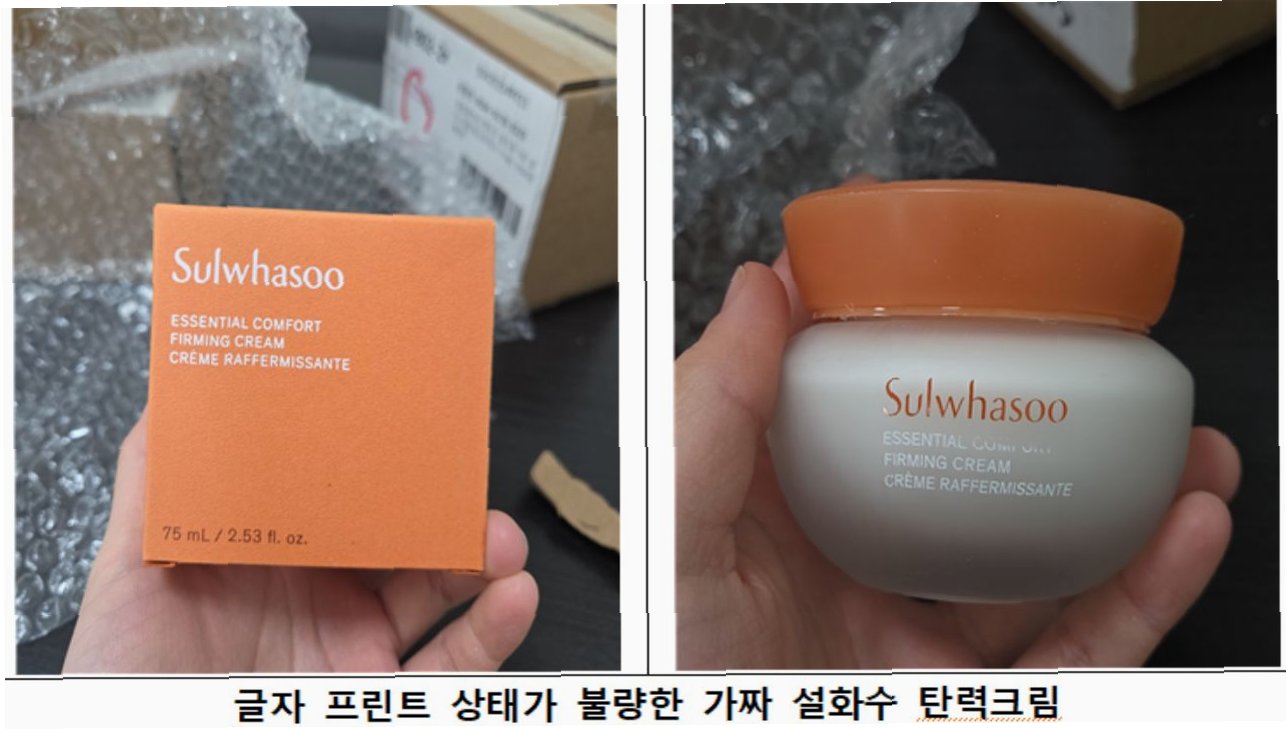 Sulwhasoo
ESSENTIAL COMFORT
FIRMING CREAM
CRÈME RAFFERMISSANTE
75 mL / 2.53 fl. oz.
Sulwhasoo
ESSENTIAL COMFORT
FIRMING CREAM
CRÈME RAFFERMISSANTE
글자 프린트 상태가 불량한 가짜 설화수 탄력크림